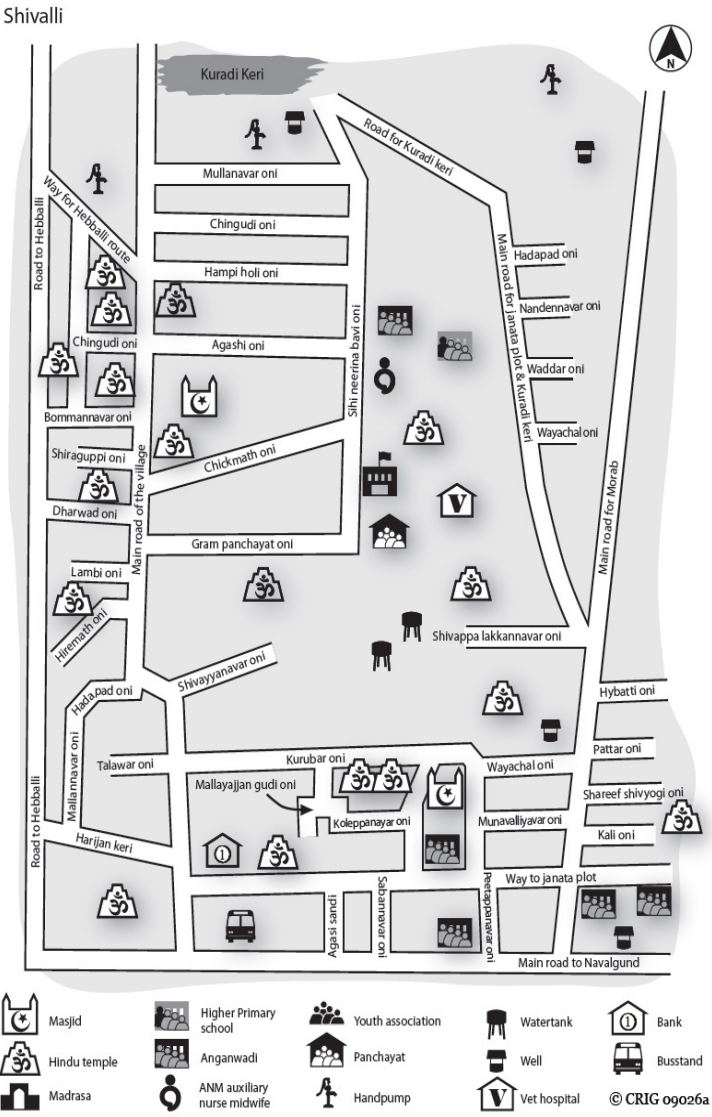 Shivalli
N
Kuradi Keri
Road for Kuradi keri
Mullanavar oni
Way for Hebballi route
Road to Hebballi
Chingudi oni
Hampi holi oni
Main road for janata plot & Kuradi keri
Hadapad oni
Nandennavar oni
Chingudi oni
Agashi oni
Sihi neerina bavi oni
Waddar oni
Bommannavar oni
Wayachal oni
Shiraguppi oni
Chickmath oni
Main road of the village
V
Main road for Morab
Dharwad oni
Gram panchayat oni
Lambi oni
Hiremath oni
Shivappa lakkannavar oni
Shivayyanavar oni
Hada,pad oni
Hybatti oni
Mallannavar oni
Talawar oni
Kurubar oni
Wayachal oni
Pattar oni
Mallayajjan gudi oni
Shareef shivyogi oni
Road to Hebballi
Koleppanayar oni
Munavalliyavar oni
Kali oni
Harijan keri
1
Way to janata plot
Agasi sandi
Sabannavar oni
Peetappanavar oni
Main road to Navalgund
Masjid
Higher Primary
school
Youth association
Watertank
1
Bank
Hindu temple
Anganwadi
Panchayat
Well
Busstand
Madrasa
ANM auxiliary
nurse midwife
Handpump
V
Vet hospital
© CRIG 09026a